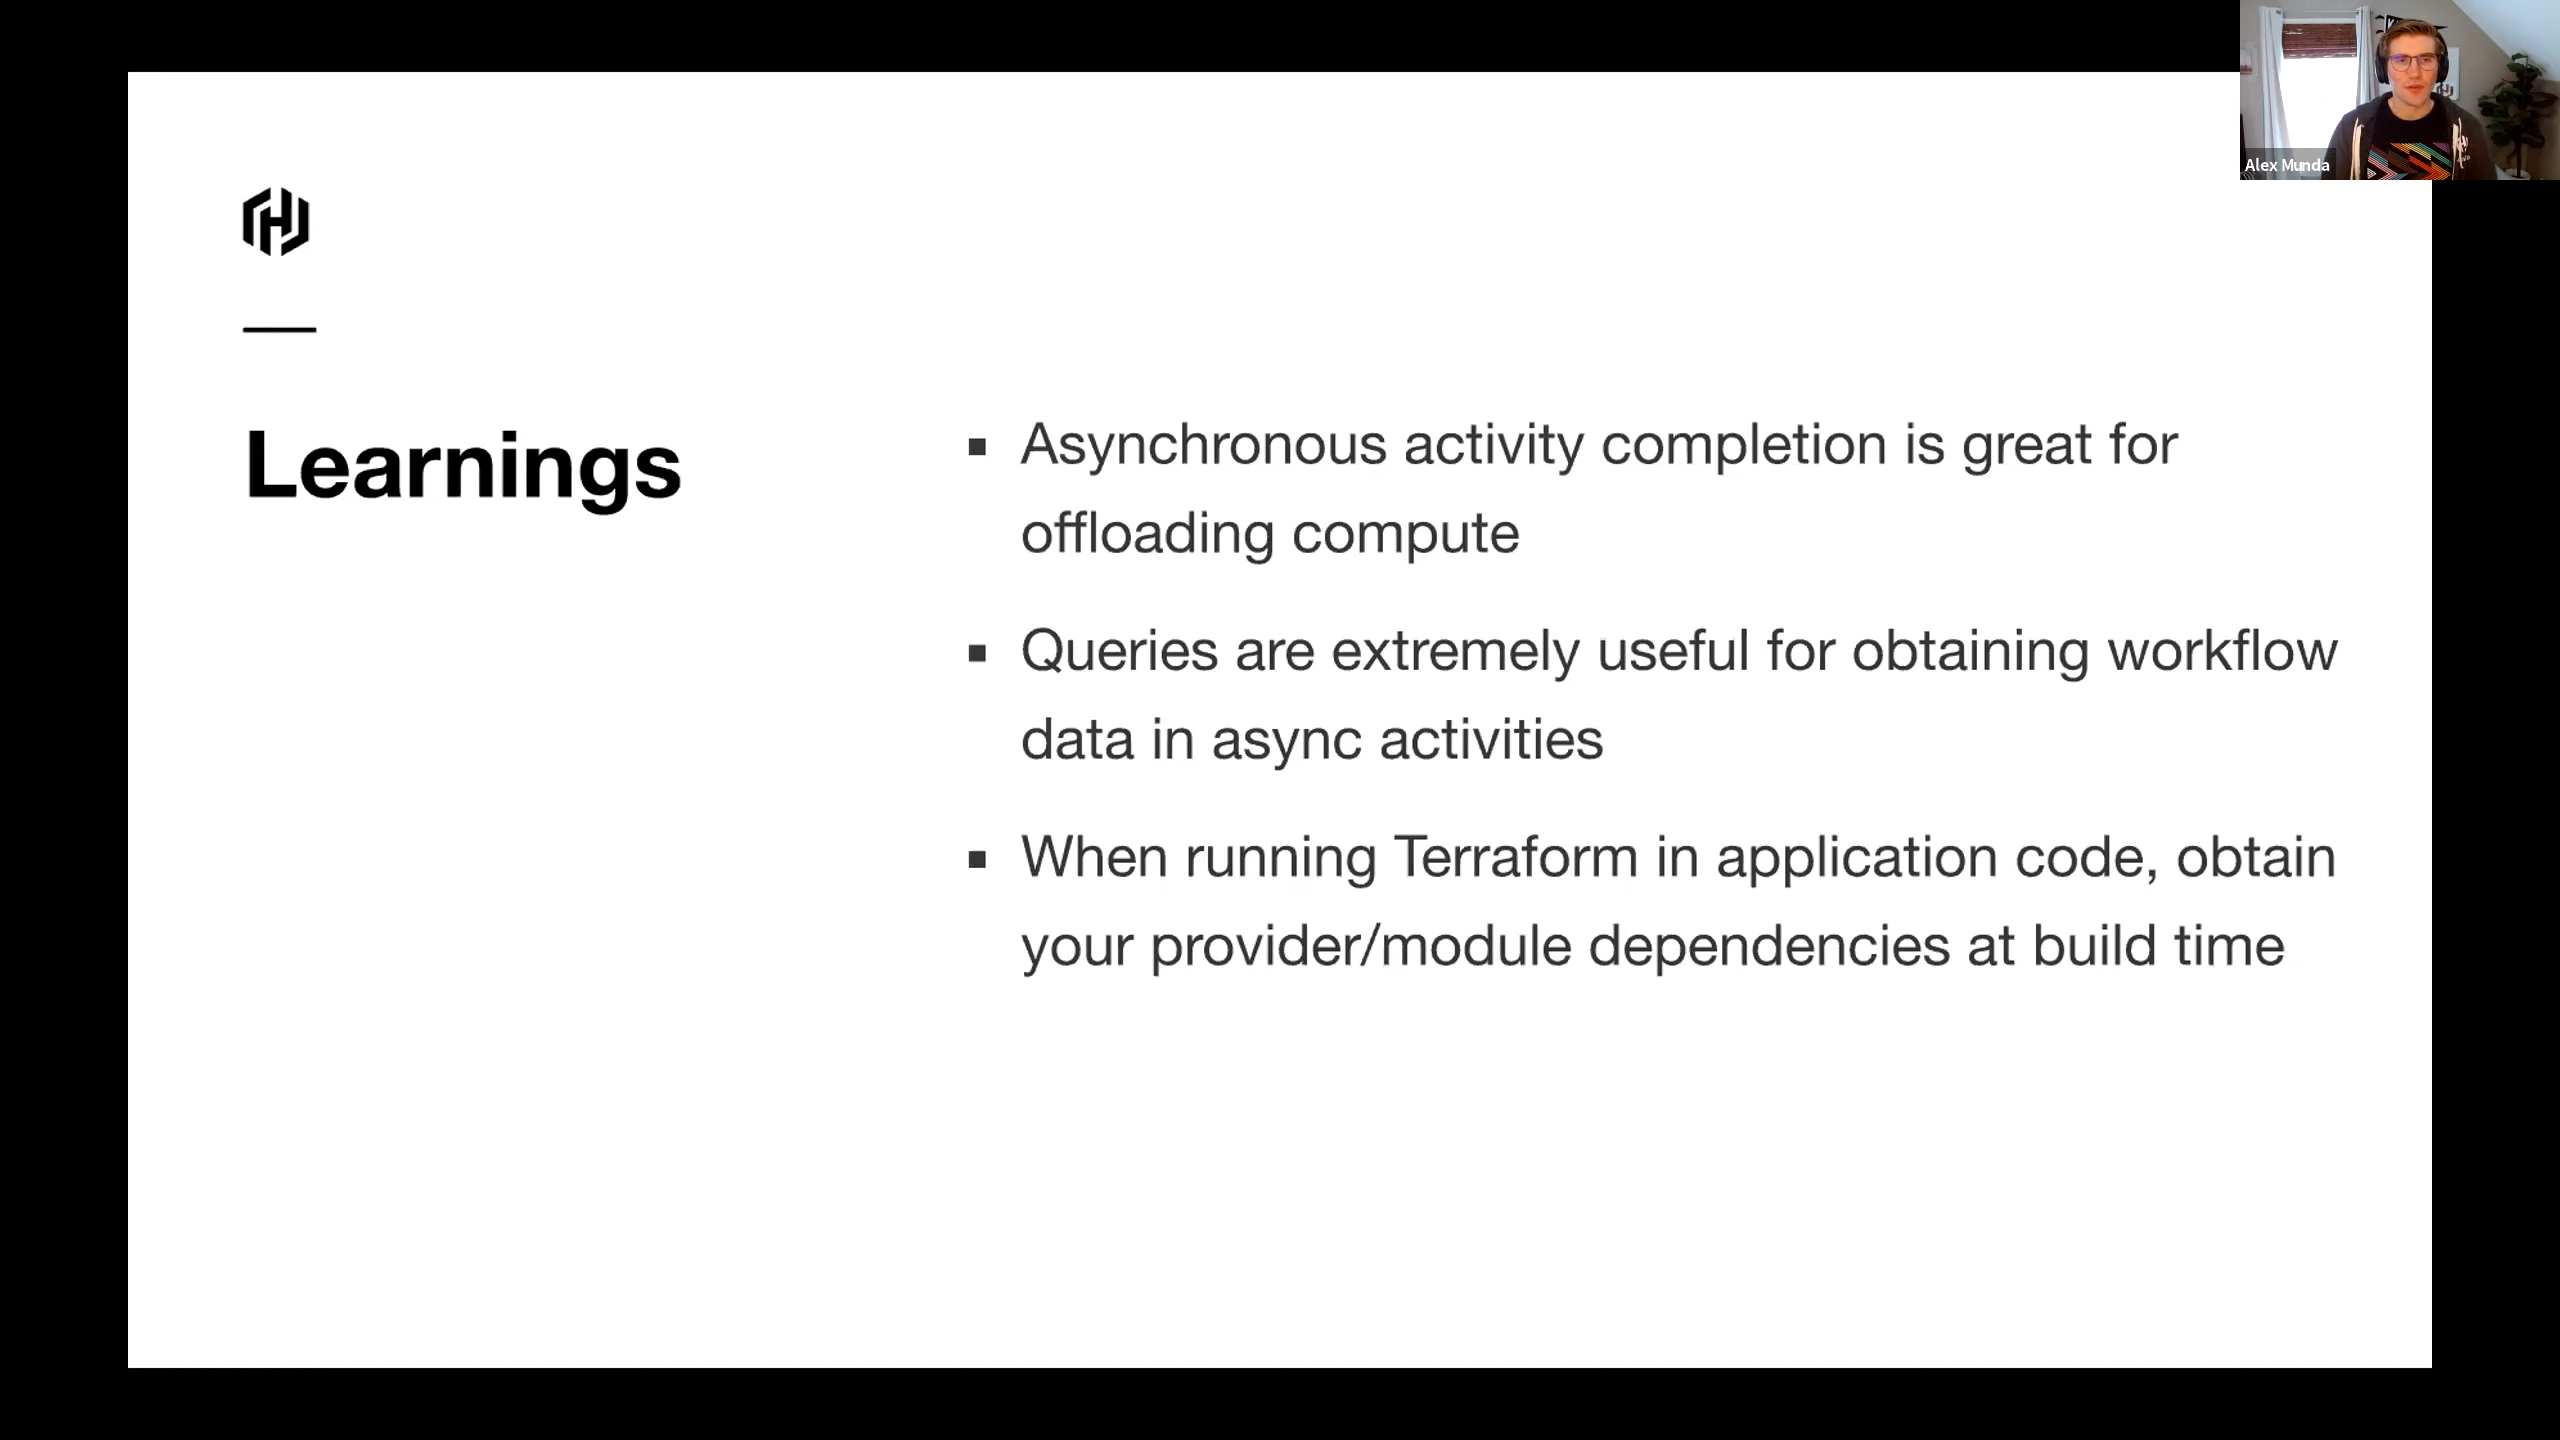 Alex Munda
Learnings
▪ Asynchronous activity completion is great for
offloading compute
▪ Queries are extremely useful for obtaining workflow
data in async activities
▪ When running Terraform in application code, obtain
your provider/module dependencies at build time